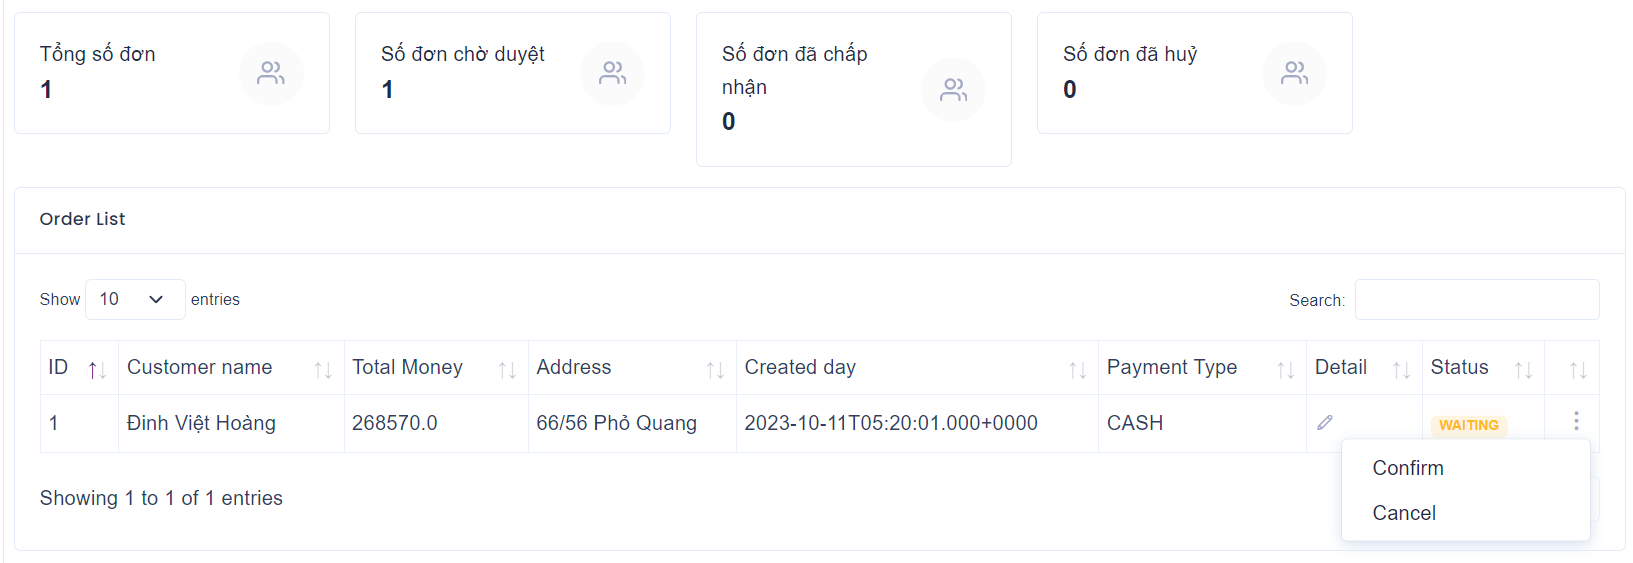 Tổng số đơn
1
Số đơn chờ duyệt
1
Số đơn đã chấp
nhận
0
Số đơn đã huỷ
0
Order List
Show 10 entries
Search:
ID Customer name Total Money Address Created day Payment Type Detail Status
1 Đinh Việt Hoàng 268570.0 66/56 Phỏ Quang 2023-10-11T05:20:01.000+0000 CASH WAITING
Confirm
Showing 1 to 1 of 1 entries
Cancel